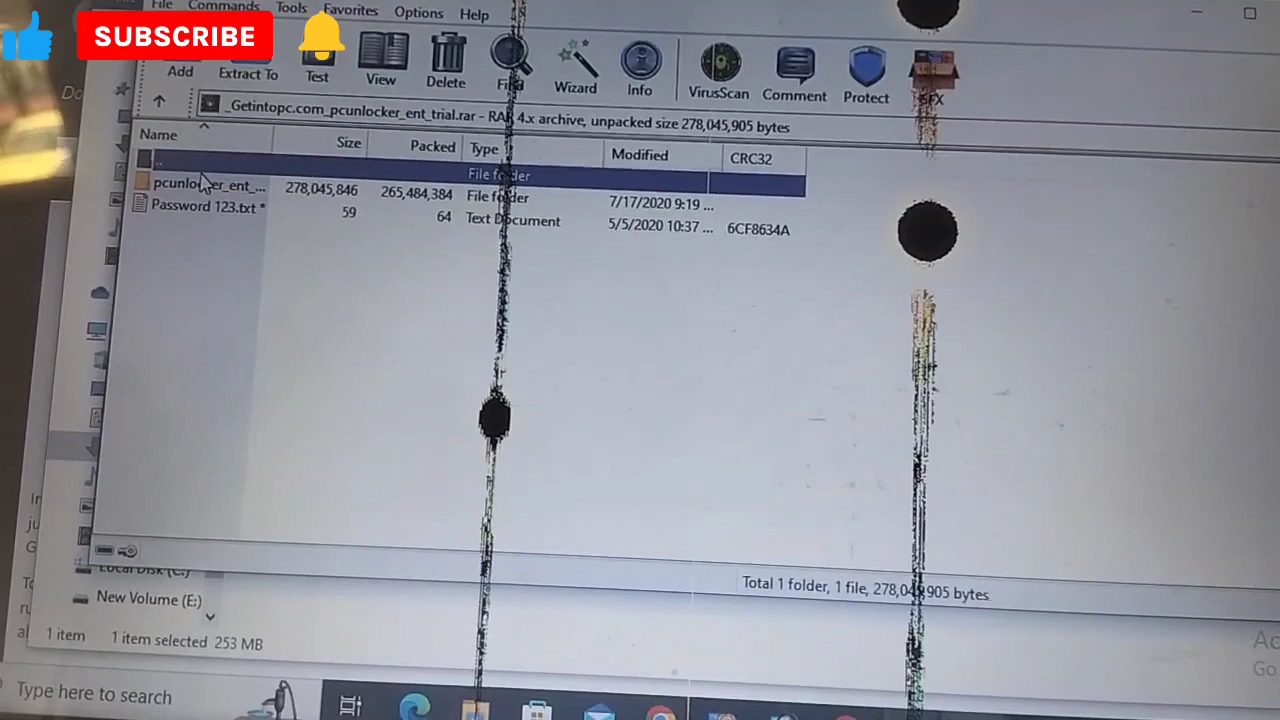 File Commands Tools Favorites Options Help
SUBSCRIBE
Add Extract To Test View Delete Find Wizard Info VirusScan Comment Protect SFX
_Getintopc.com_pcunlocker_ent_trial.rar - RAR 4.x archive, unpacked size 278,045,905 bytes
Name Size Packed Type Modified CRC32
.. File folder
pcunlocker_ent_... 278,045,846 265,484,384 File folder 7/17/2020 9:19 ...
Password 123.txt * 59 64 Text Document 5/5/2020 10:37 ... 6CF8634A
Total 1 folder, 1 file, 278,045,905 bytes
Local Disk (C:)
New Volume (E:)
1 item 1 item selected 253 MB
Type here to search